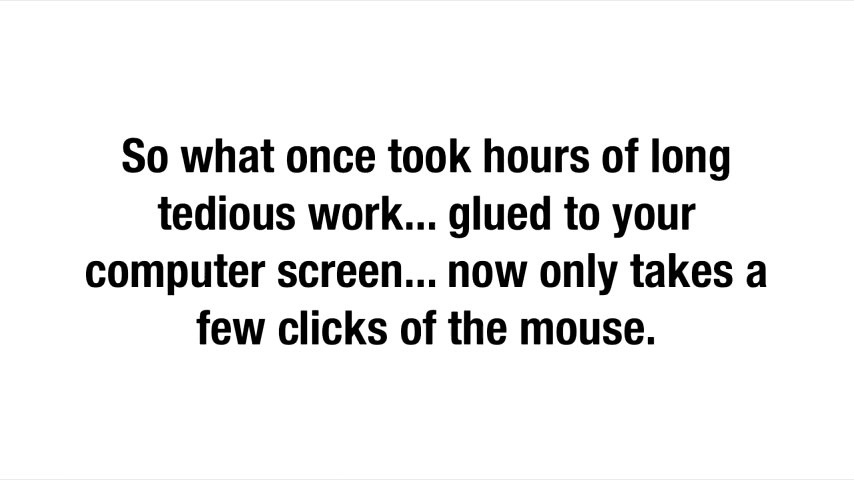 So what once took hours of long
tedious work... glued to your
computer screen... now only takes a
few clicks of the mouse.